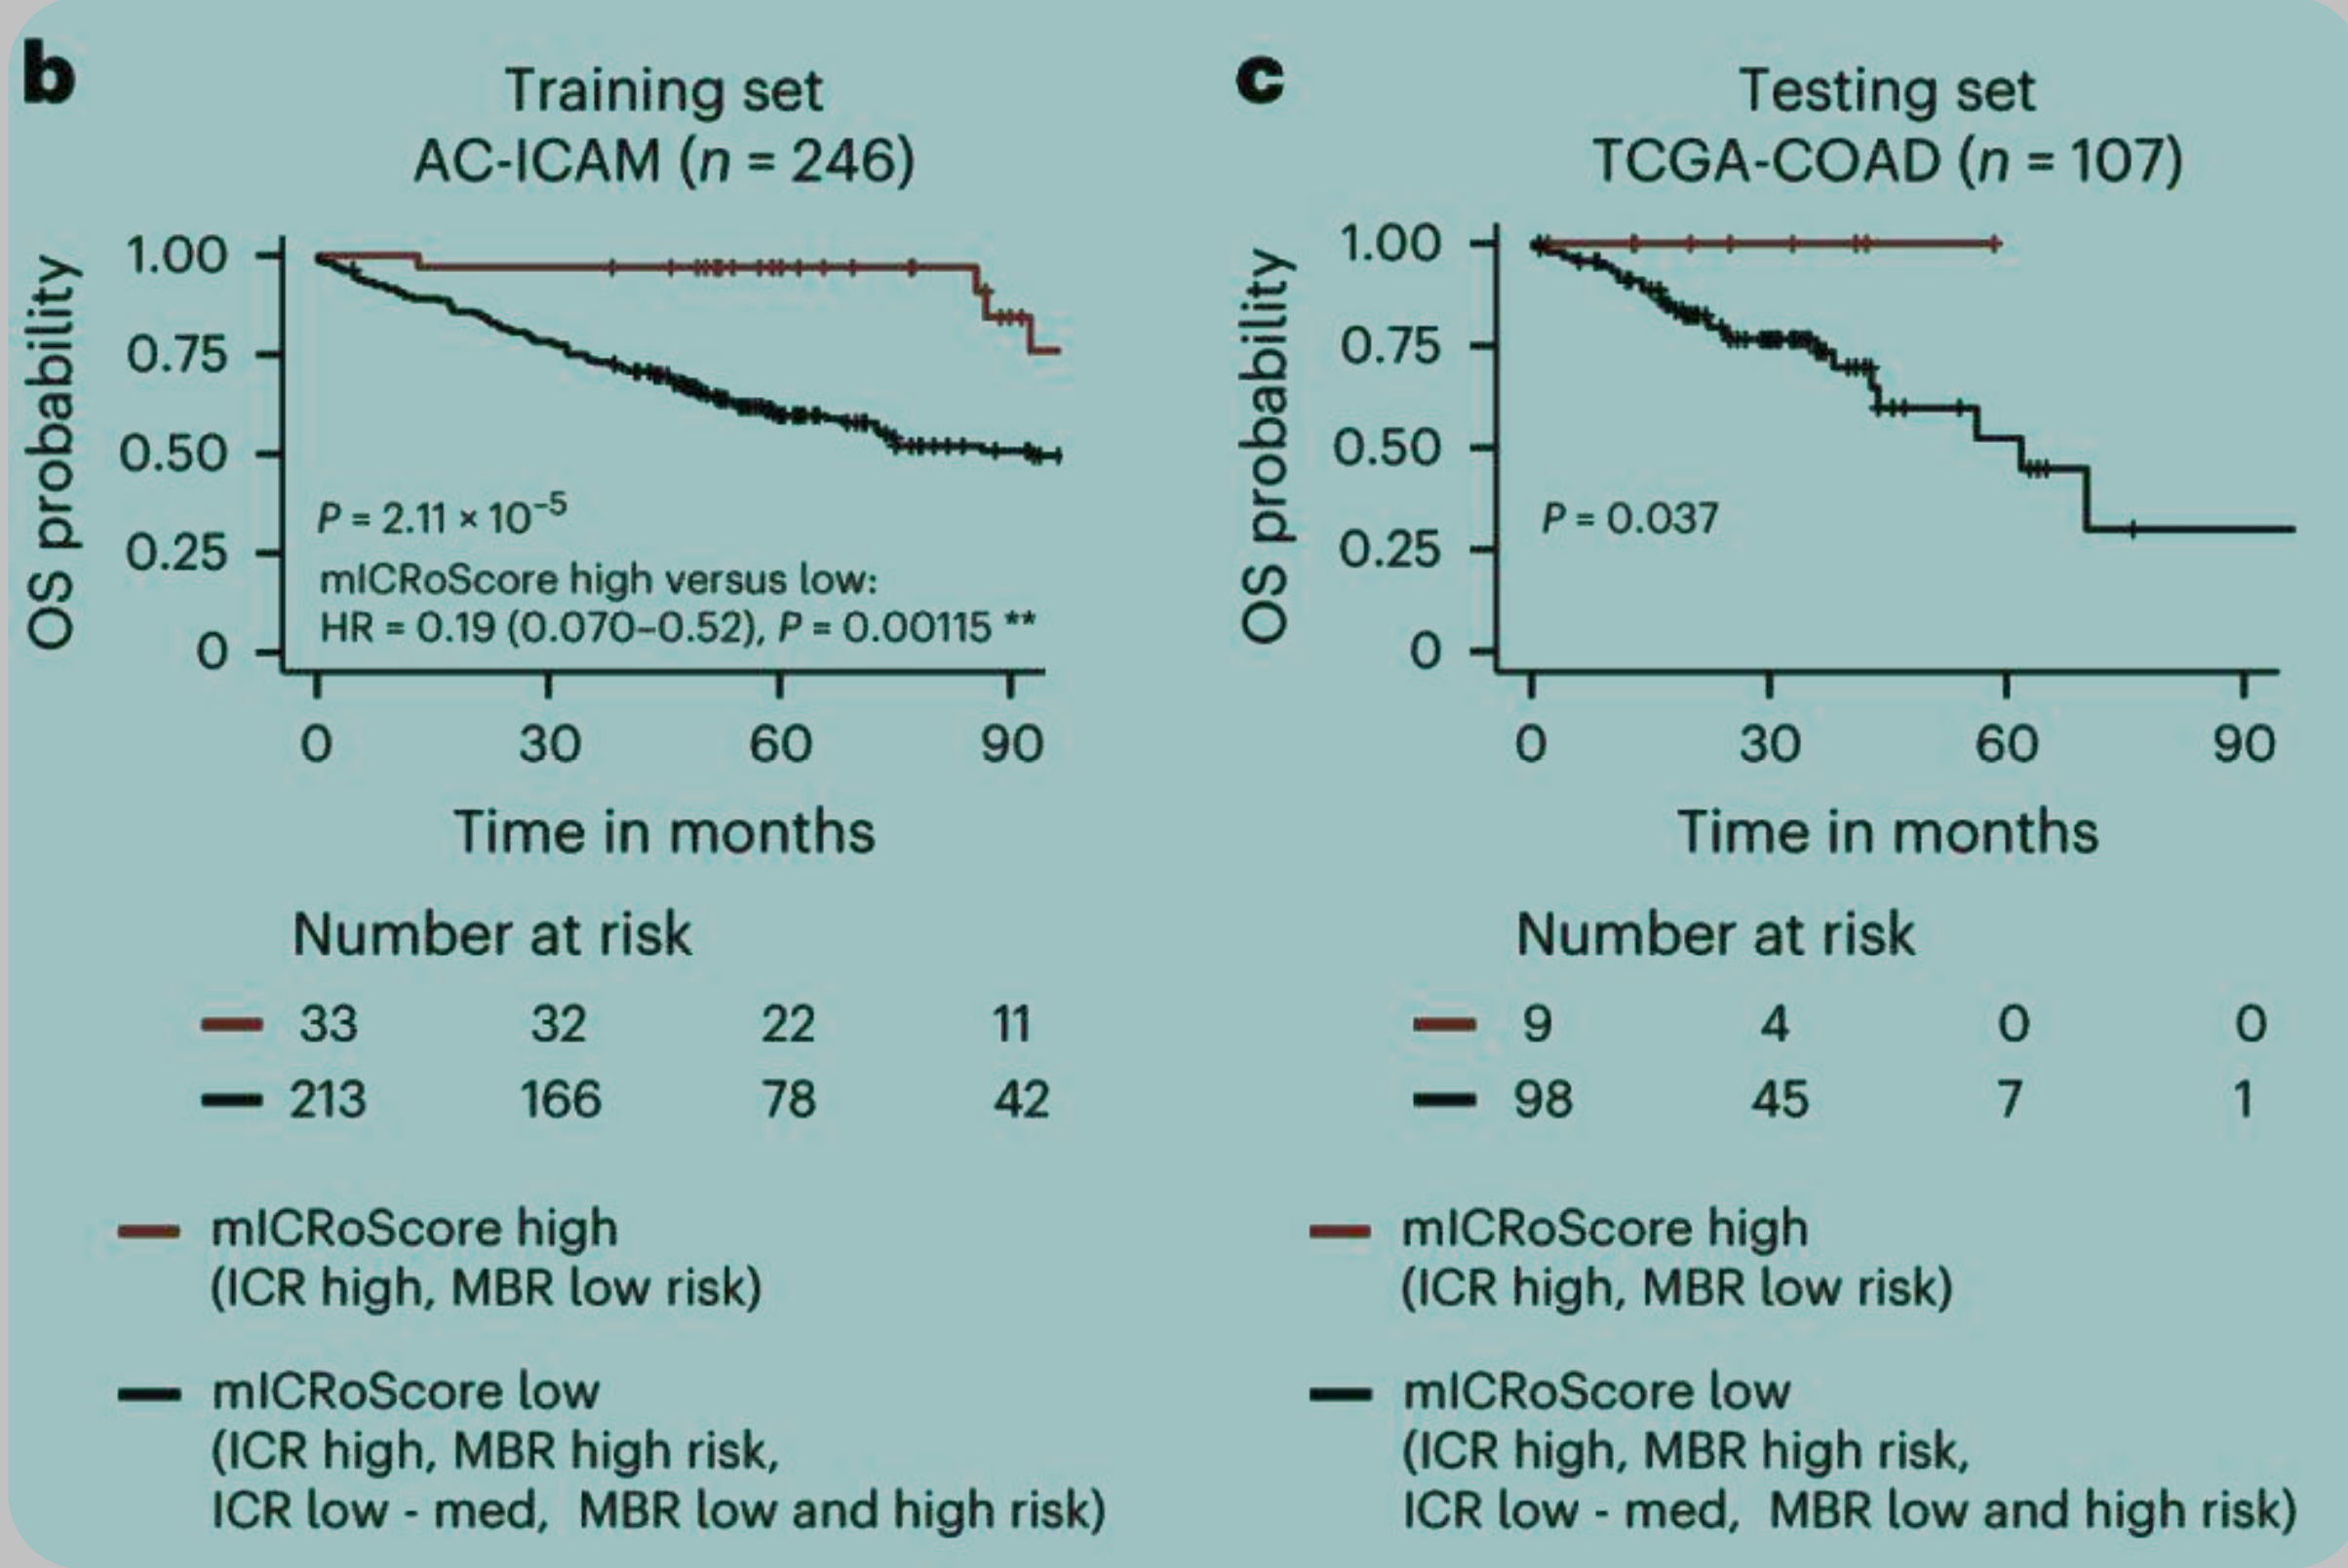 b
Training set
AC-ICAM (n = 246)
OS probability
1.00
0.75
0.50
0.25
0
P = 2.11 × 10⁻⁵
mICRoScore high versus low:
HR = 0.19 (0.070–0.52), P = 0.00115 **
0 30 60 90
Time in months
Number at risk
33 32 22 11
213 166 78 42
mICRoScore high
(ICR high, MBR low risk)
mICRoScore low
(ICR high, MBR high risk,
ICR low - med, MBR low and high risk)
c
Testing set
TCGA-COAD (n = 107)
OS probability
1.00
0.75
0.50
0.25
0
P = 0.037
0 30 60 90
Time in months
Number at risk
9 4 0 0
98 45 7 1
mICRoScore high
(ICR high, MBR low risk)
mICRoScore low
(ICR high, MBR high risk,
ICR low - med, MBR low and high risk)